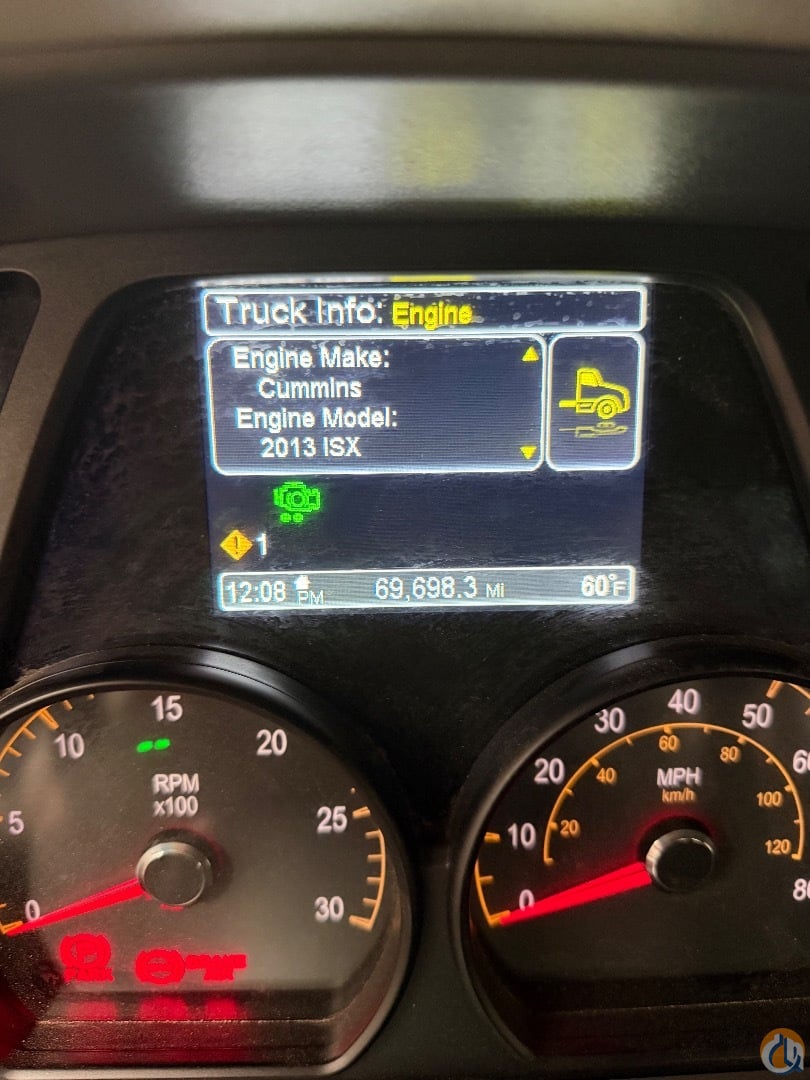 Truck Info: Engine
Engine Make:
Cummins
Engine Model:
2013 ISX
1
12:08 PM 69,698.3 Mi 60°F
0 5 10 15 20 25 30
RPM
x100
0 10 20 30 40 50 60 80
20 40 60 80 100 120
MPH
km/h